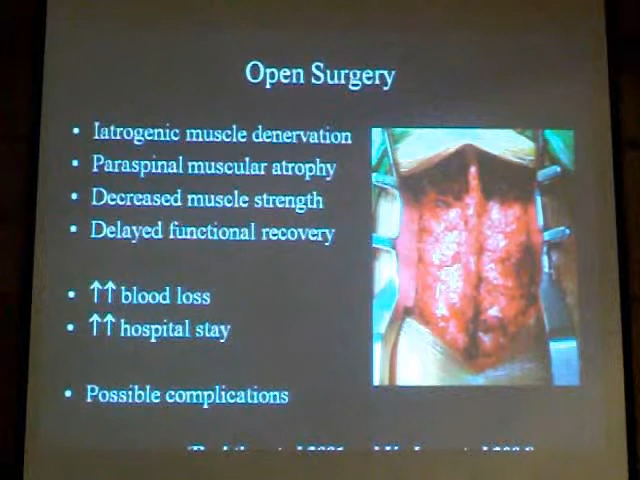 Open Surgery
• Iatrogenic muscle denervation
• Paraspinal muscular atrophy
• Decreased muscle strength
• Delayed functional recovery
• ↑↑ blood loss
• ↑↑ hospital stay
• Possible complications